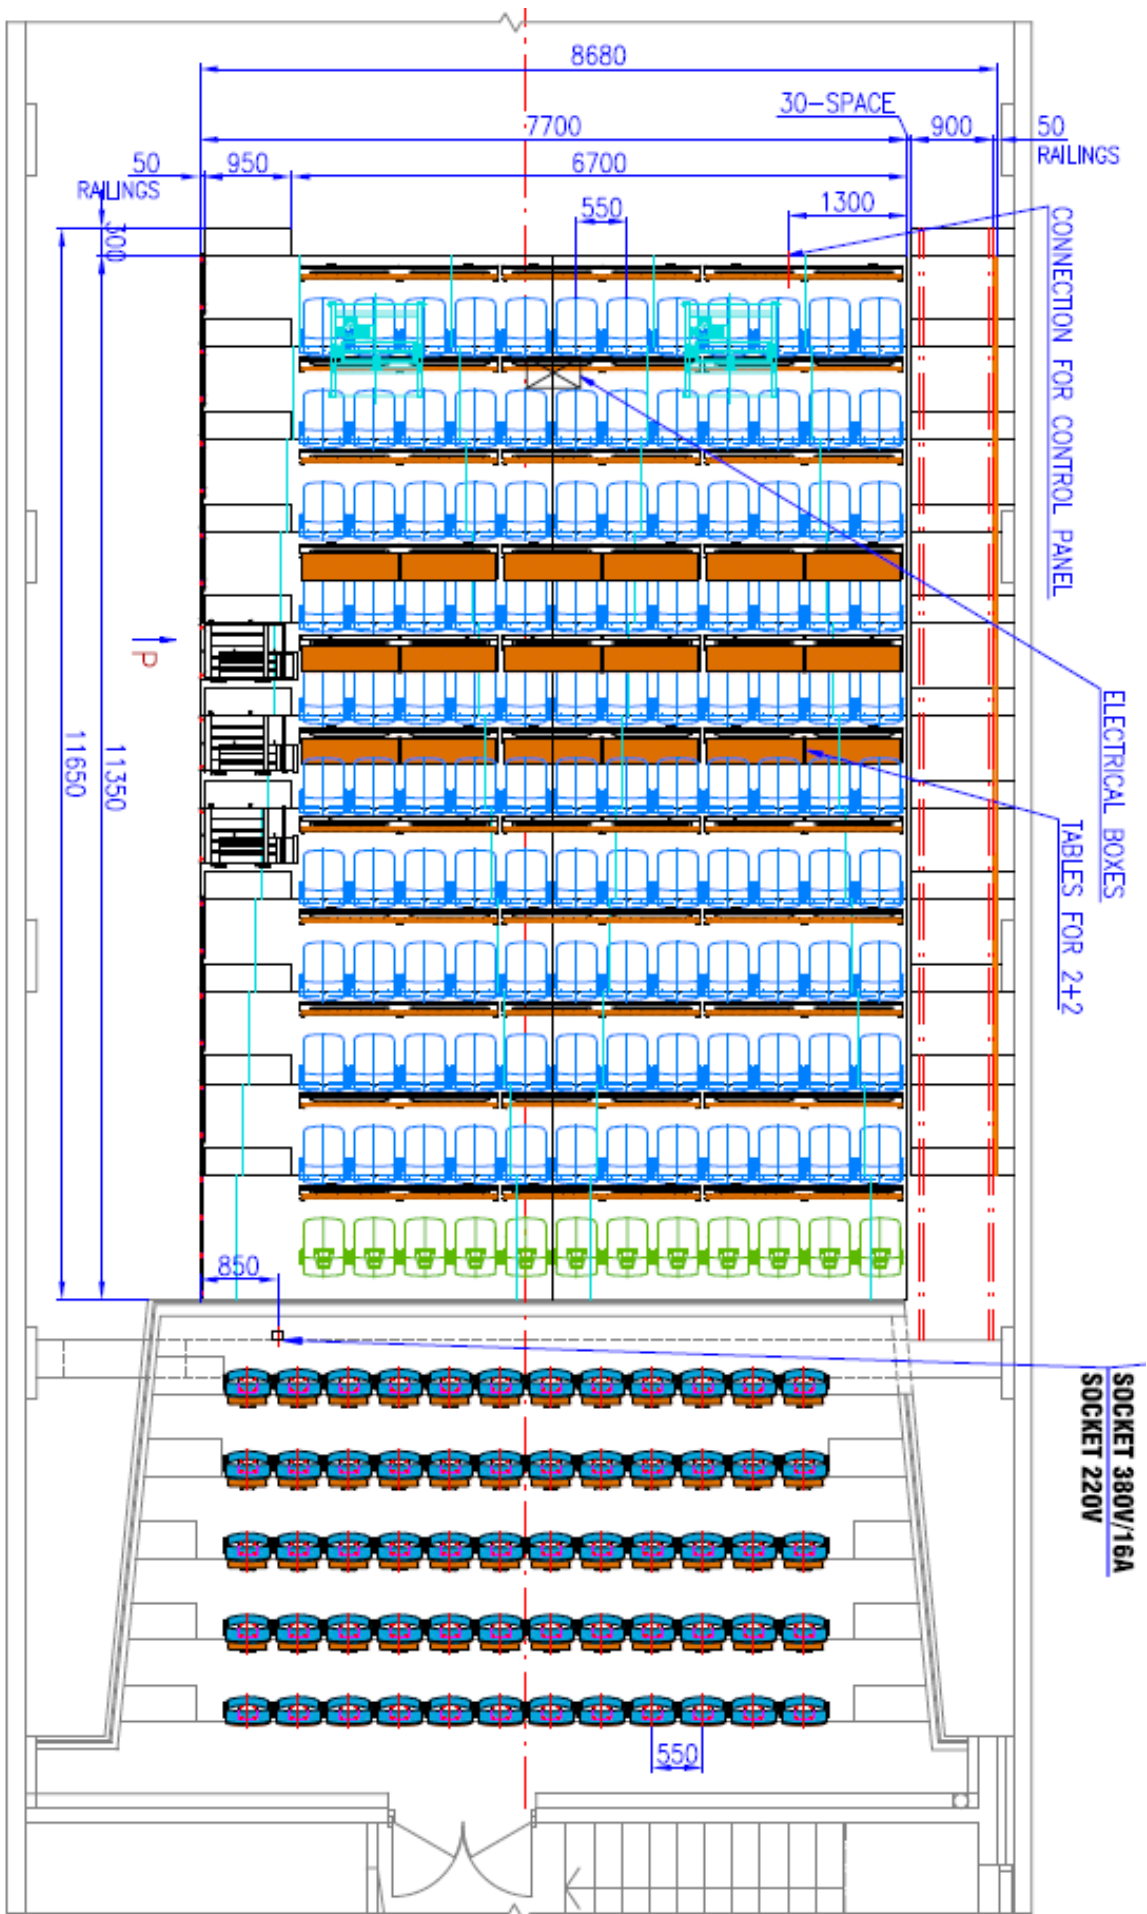 8680
30-SPACE
7700
900
50
RAILINGS
50
RAILINGS
950
6700
550
1300
300
CONNECTION FOR CONTROL PANEL
P
ELECTRICAL BOXES
11350
11650
TABLES FOR 2+2
850
SOCKET 380V/16A
SOCKET 220V
550